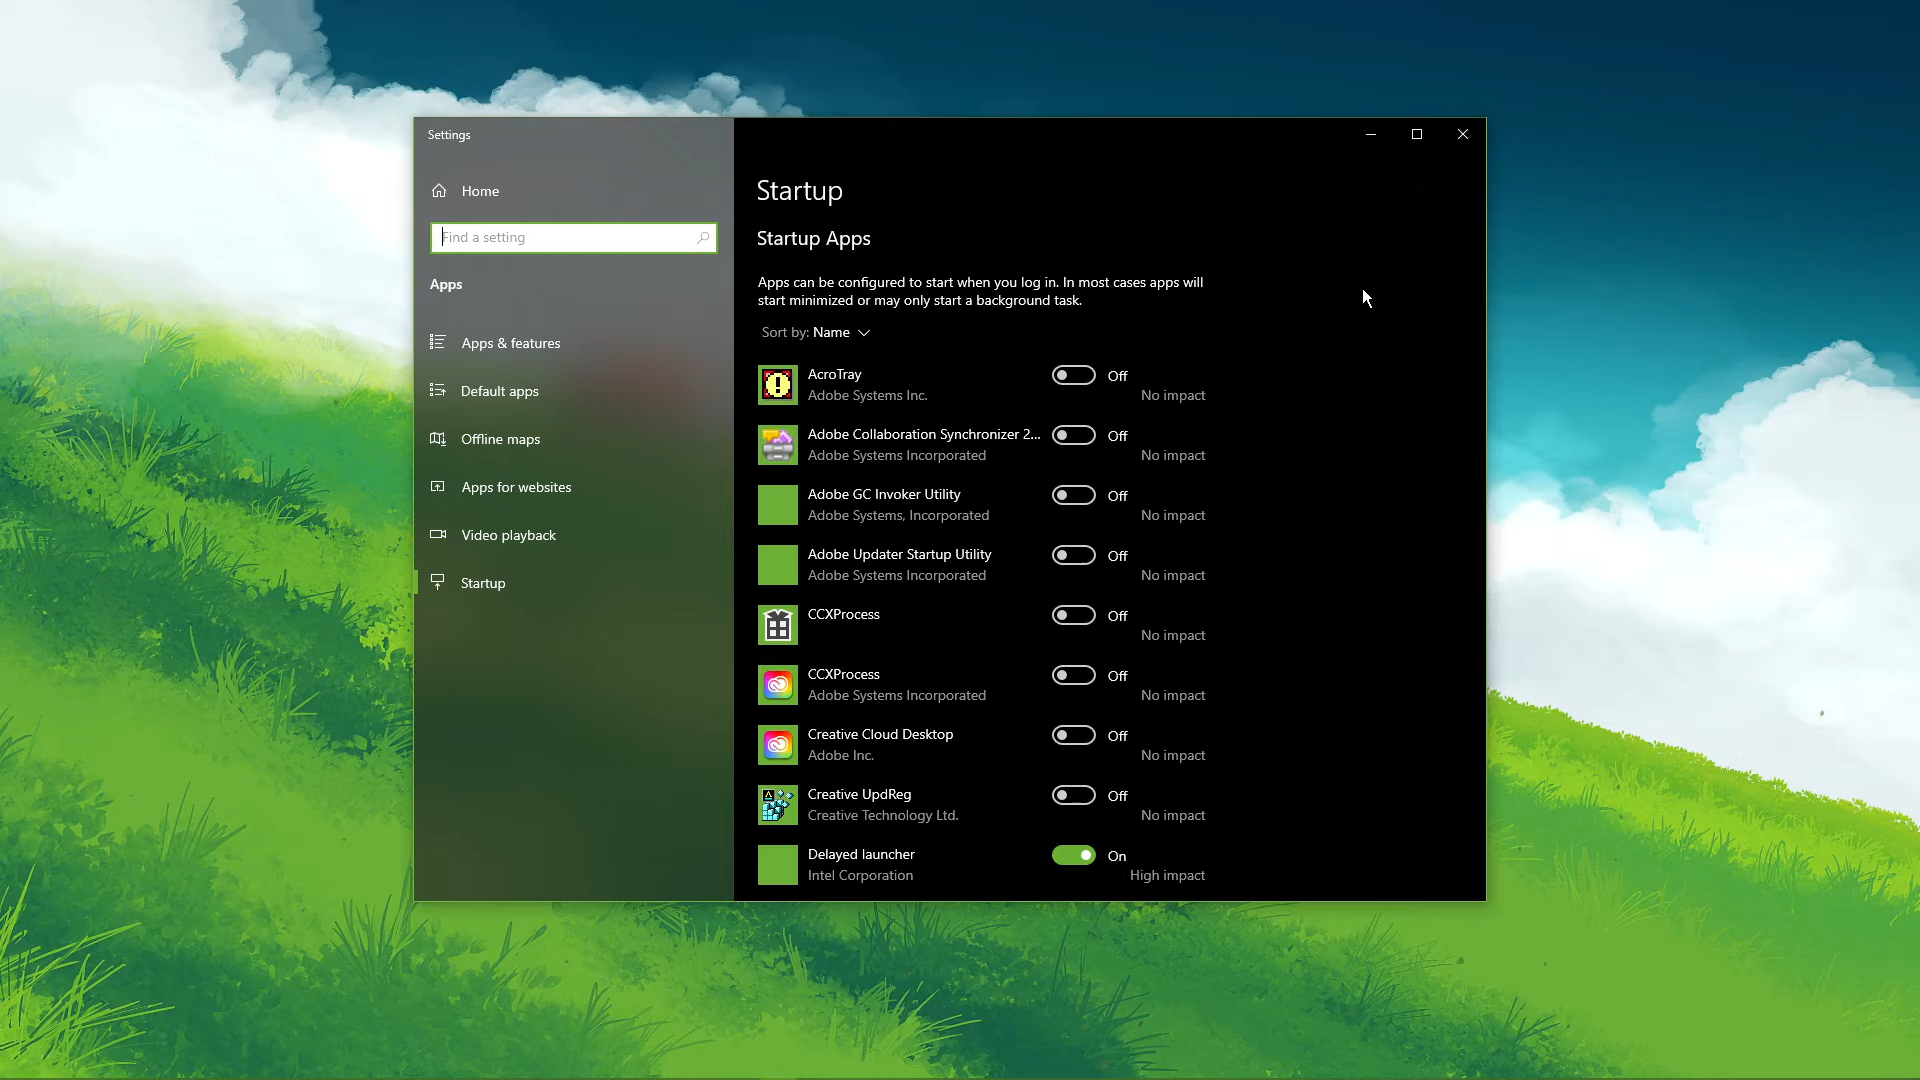 Settings
Home
Find a setting
Apps
Apps & features
Default apps
Offline maps
Apps for websites
Video playback
Startup
Startup
Startup Apps
Apps can be configured to start when you log in. In most cases apps will
start minimized or may only start a background task.
Sort by: Name
AcroTray
Off
Adobe Systems Inc.
No impact
Adobe Collaboration Synchronizer 2...
Off
Adobe Systems Incorporated
No impact
Adobe GC Invoker Utility
Off
Adobe Systems, Incorporated
No impact
Adobe Updater Startup Utility
Off
Adobe Systems Incorporated
No impact
CCXProcess
Off
No impact
CCXProcess
Off
Adobe Systems Incorporated
No impact
Creative Cloud Desktop
Off
Adobe Inc.
No impact
Creative UpdReg
Off
Creative Technology Ltd.
No impact
Delayed launcher
On
Intel Corporation
High impact